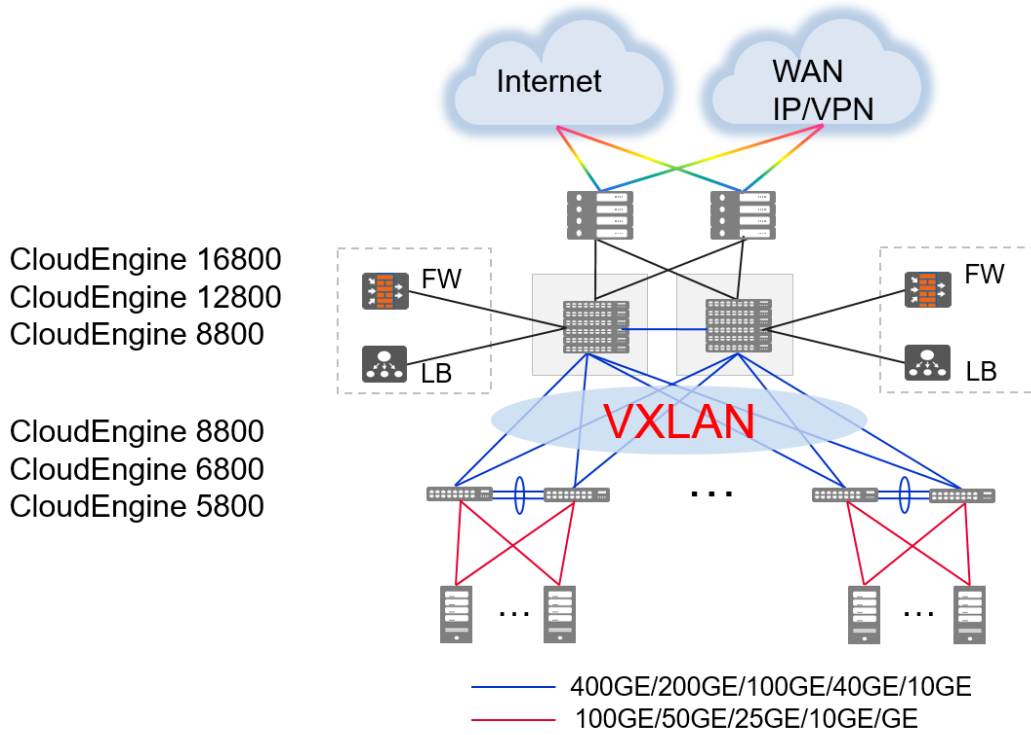 Internet
WAN
IP/VPN
CloudEngine 16800
CloudEngine 12800
CloudEngine 8800
FW
LB
FW
LB
VXLAN
CloudEngine 8800
CloudEngine 6800
CloudEngine 5800
...
... ...
400GE/200GE/100GE/40GE/10GE
100GE/50GE/25GE/10GE/GE